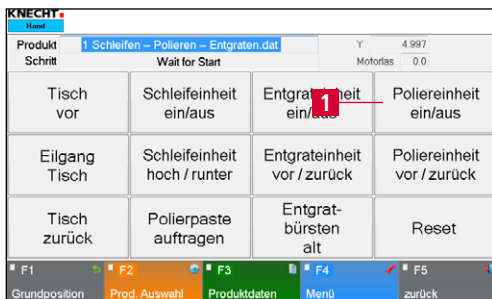 KNECHT
Hand
Produkt 1 Schleifen – Polieren – Entgraten.dat Y 4.997
Schritt Wait for Start Motorlas 0.0
Tisch
vor
Schleifeinheit
ein/aus
Entgrateinheit
ein/aus
1
Poliereinheit
ein/aus
Eilgang
Tisch
Schleifeinheit
hoch / runter
Entgrateinheit
vor / zurück
Poliereinheit
vor / zurück
Tisch
zurück
Polierpaste
auftragen
Entgrat-
bürsten
alt
Reset
F1 F2 F3 F4 F5
Grundposition Prod. Auswahl Produktdaten Menü zurück